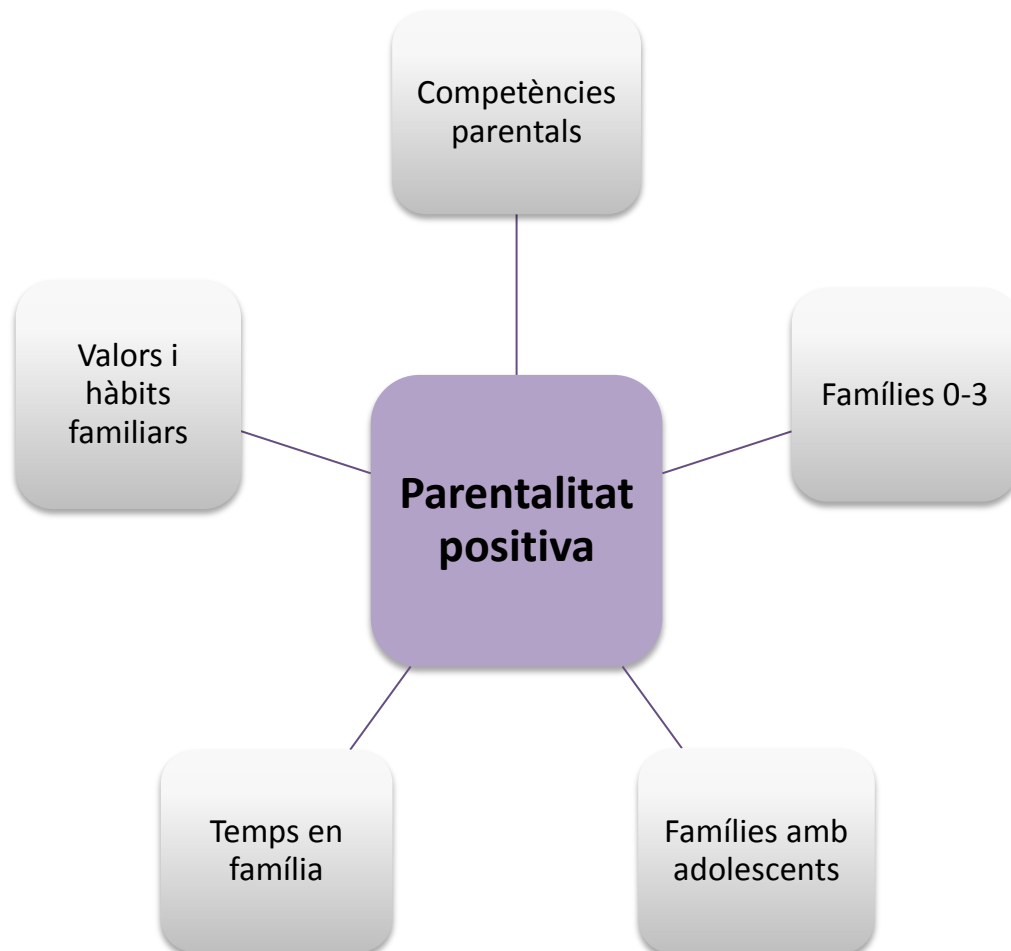 Competències
parentals
Valors i
hàbits
familiars
Famílies 0-3
Parentalitat
positiva
Temps en
família
Famílies amb
adolescents